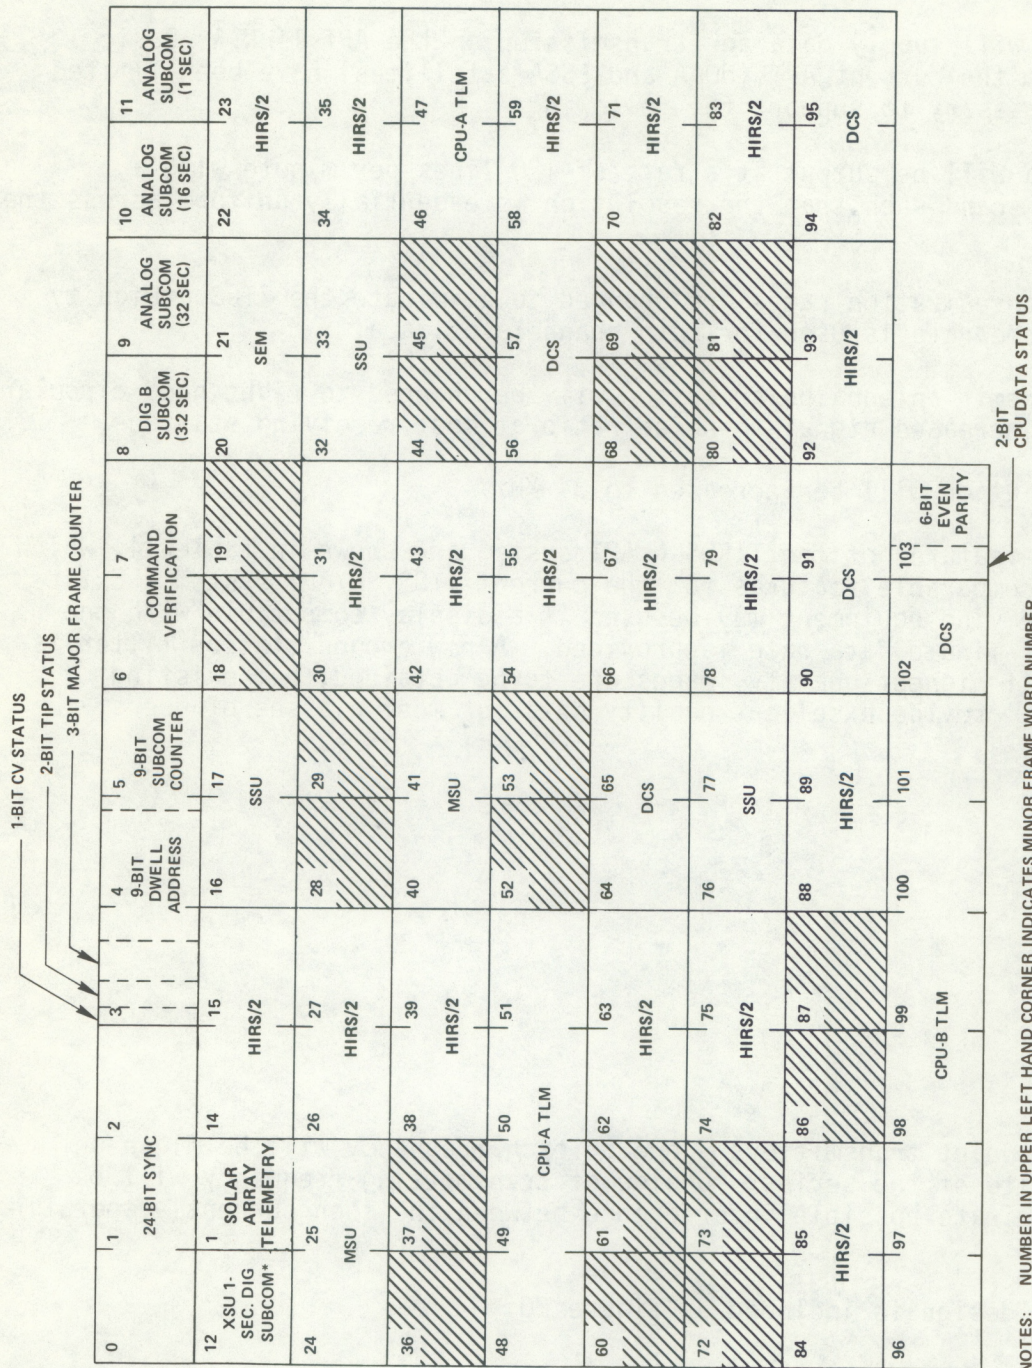 1-BIT CV STATUS
2-BIT TIP STATUS
3-BIT MAJOR FRAME COUNTER
0 1 2 3 4 5 6 7 8 9 10 11
24-BIT SYNC
9-BIT
DWELL
ADDRESS
9-BIT
SUBCOM
COUNTER
COMMAND
VERIFICATION
DIG B
SUBCOM
(3.2 SEC)
ANALOG
SUBCOM
(32 SEC)
ANALOG
SUBCOM
(16 SEC)
ANALOG
SUBCOM
(1 SEC)
12 1 14 15 16 17 18 19 20 21 22 23
XSU 1-
SEC. DIG
SUBCOM*
SOLAR
ARRAY
TELEMETRY
HIRS/2 SSU SEM HIRS/2
24 25 26 27 28 29 30 31 32 33 34 35
MSU HIRS/2 HIRS/2 SSU HIRS/2
36 37 38 39 40 41 42 43 44 45 46 47
HIRS/2 MSU HIRS/2 CPU-A TLM
48 49 50 51 52 53 54 55 56 57 58 59
CPU-A TLM HIRS/2 DCS HIRS/2
60 61 62 63 64 65 66 67 68 69 70 71
HIRS/2 DCS HIRS/2 HIRS/2
72 73 74 75 76 77 78 79 80 81 82 83
HIRS/2 SSU HIRS/2 HIRS/2
84 85 86 87 88 89 90 91 92 93 94 95
HIRS/2 HIRS/2 DCS HIRS/2 DCS
96 97 98 99 100 101 102 103
CPU-B TLM DCS
6-BIT
EVEN
PARITY
2-BIT
CPU DATA STATUS
NOTES: NUMBER IN UPPER LEFT HAND CORNER INDICATES MINOR FRAME WORD NUMBER